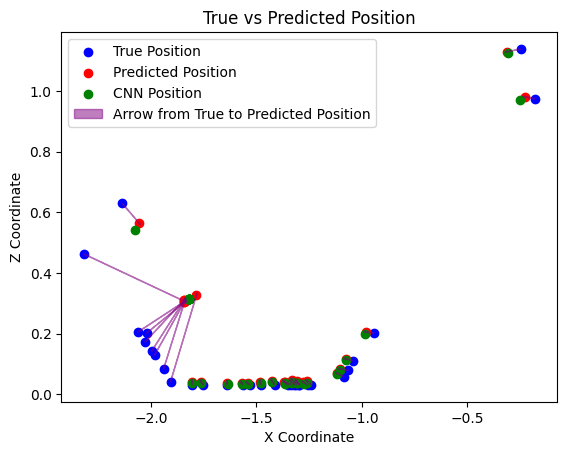 True vs Predicted Position
True Position
Predicted Position
CNN Position
Arrow from True to Predicted Position
Z Coordinate
1.0
0.8
0.6
0.4
0.2
0.0
−2.0
−1.5
−1.0
−0.5
X Coordinate